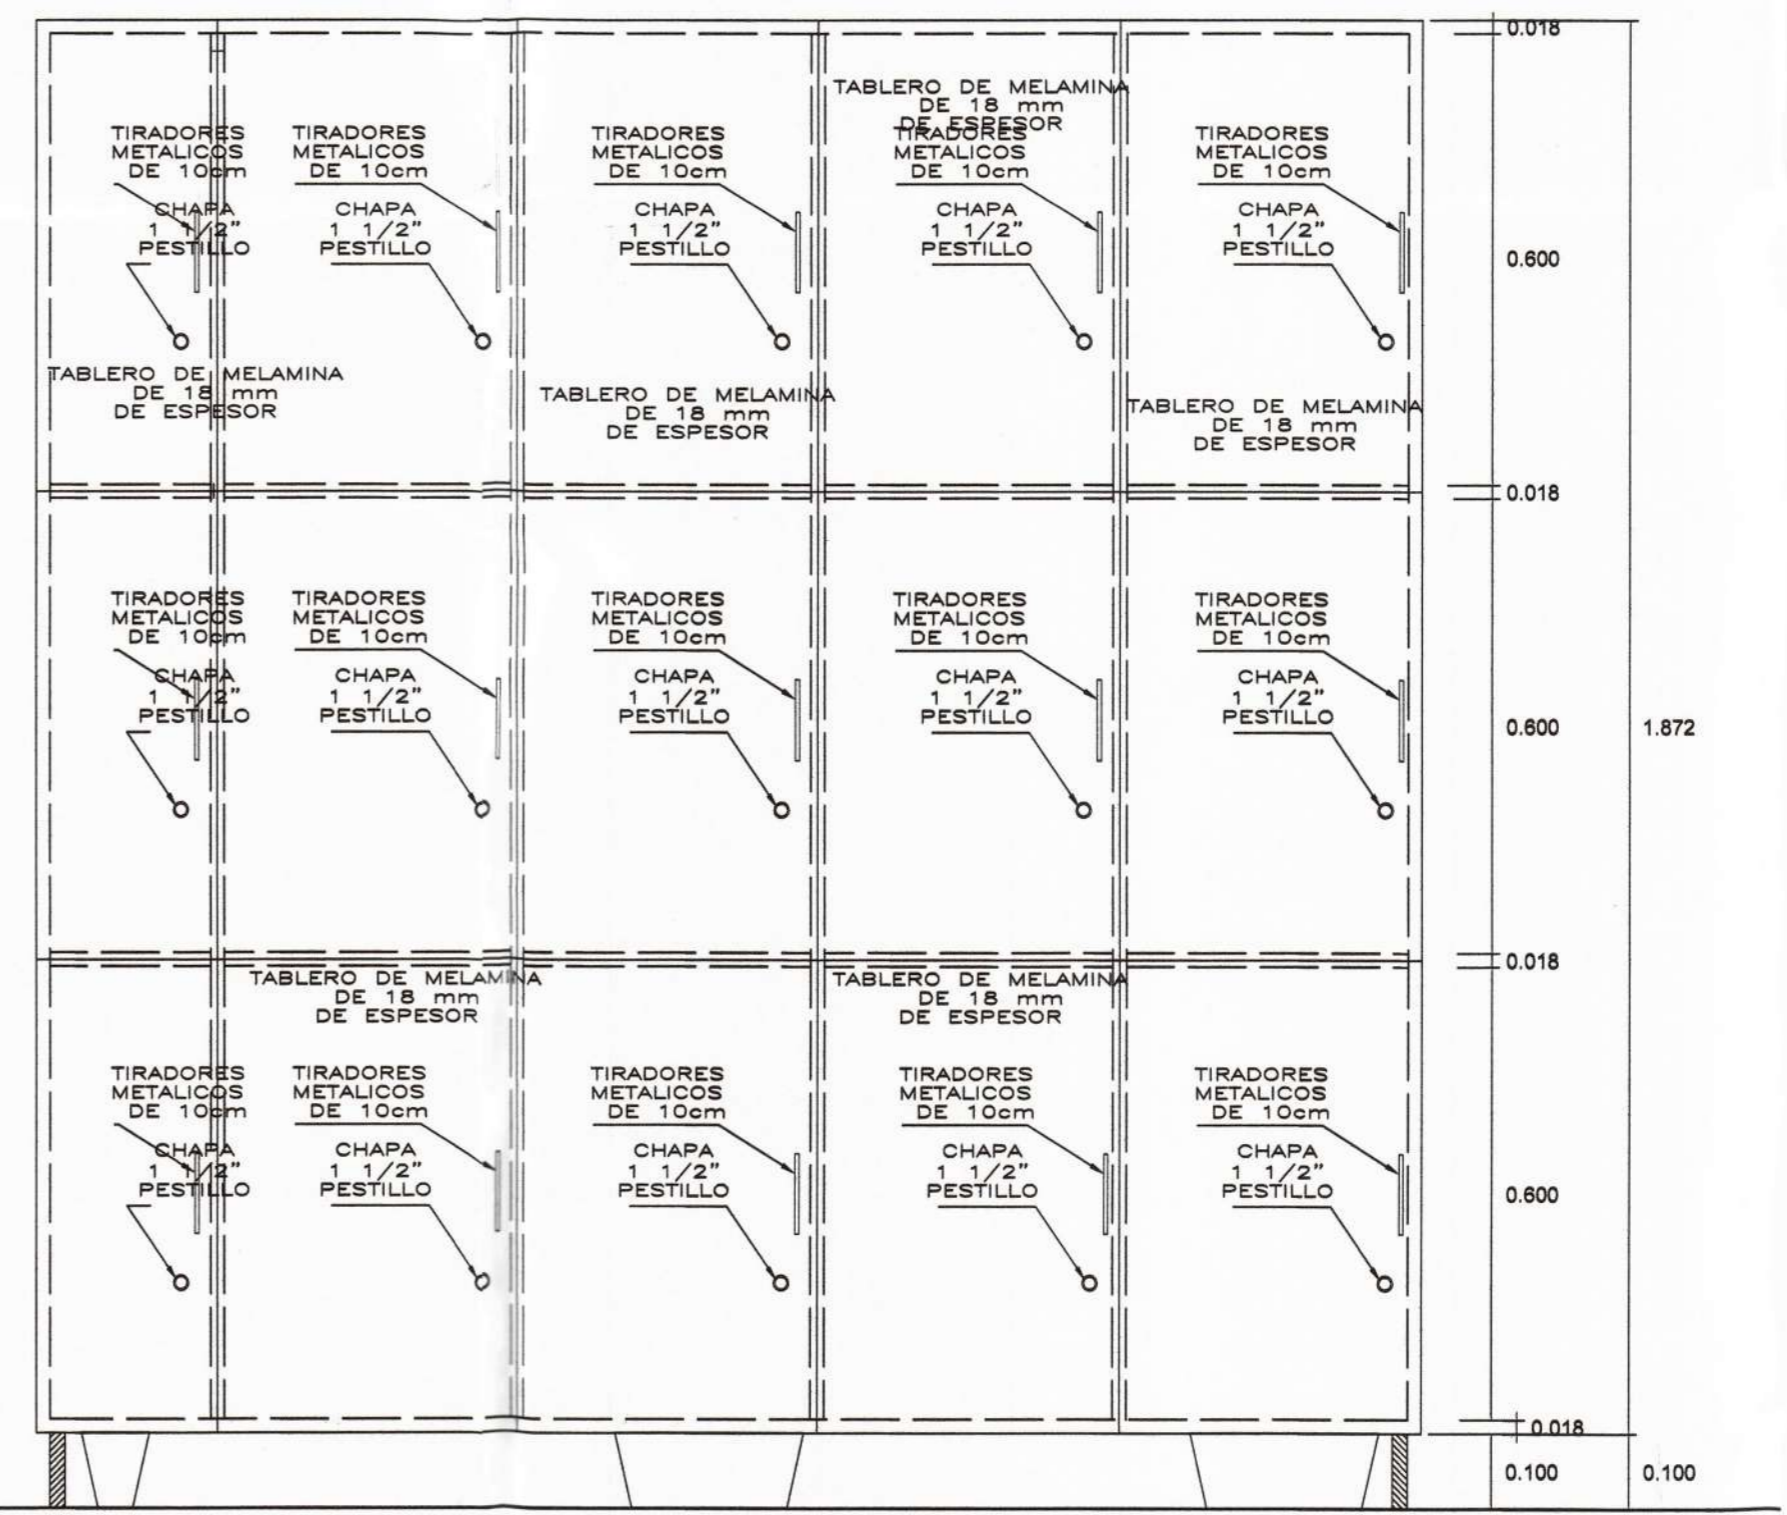 0.018
TABLERO DE MELAMINA
DE 18 mm
DE ESPESOR
TIRADORES
METALICOS
DE 10cm
TIRADORES
METALICOS
DE 10cm
TIRADORES
METALICOS
DE 10cm
TIRADORES
METALICOS
DE 10cm
TIRADORES
METALICOS
DE 10cm
CHAPA
1 1/2"
PESTILLO
CHAPA
1 1/2"
PESTILLO
CHAPA
1 1/2"
PESTILLO
CHAPA
1 1/2"
PESTILLO
CHAPA
1 1/2"
PESTILLO
0.600
TABLERO DE MELAMINA
DE 18 mm
DE ESPESOR
TABLERO DE MELAMINA
DE 18 mm
DE ESPESOR
TABLERO DE MELAMINA
DE 18 mm
DE ESPESOR
0.018
TIRADORES
METALICOS
DE 10cm
TIRADORES
METALICOS
DE 10cm
TIRADORES
METALICOS
DE 10cm
TIRADORES
METALICOS
DE 10cm
TIRADORES
METALICOS
DE 10cm
CHAPA
1 1/2"
PESTILLO
CHAPA
1 1/2"
PESTILLO
CHAPA
1 1/2"
PESTILLO
CHAPA
1 1/2"
PESTILLO
CHAPA
1 1/2"
PESTILLO
0.600
1.872
0.018
TABLERO DE MELAMINA
DE 18 mm
DE ESPESOR
TABLERO DE MELAMINA
DE 18 mm
DE ESPESOR
TIRADORES
METALICOS
DE 10cm
TIRADORES
METALICOS
DE 10cm
TIRADORES
METALICOS
DE 10cm
TIRADORES
METALICOS
DE 10cm
TIRADORES
METALICOS
DE 10cm
CHAPA
1 1/2"
PESTILLO
CHAPA
1 1/2"
PESTILLO
CHAPA
1 1/2"
PESTILLO
CHAPA
1 1/2"
PESTILLO
CHAPA
1 1/2"
PESTILLO
0.600
0.018
0.100
0.100